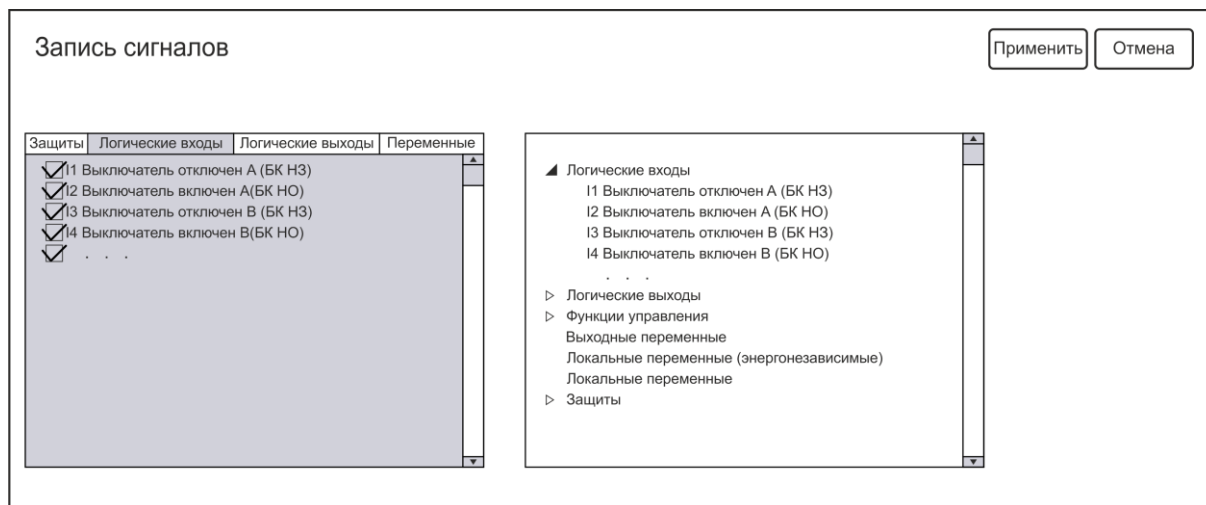 Запись сигналов
Применить
Отмена
Защиты
Логические входы
Логические выходы
Переменные
I1 Выключатель отключен А (БК НЗ)
I2 Выключатель включен А(БК НО)
I3 Выключатель отключен В (БК НЗ)
I4 Выключатель включен В(БК НО)
. . .
Логические входы
I1 Выключатель отключен А (БК НЗ)
I2 Выключатель включен А (БК НО)
I3 Выключатель отключен В (БК НЗ)
I4 Выключатель включен В (БК НО)
. . .
Логические выходы
Функции управления
Выходные переменные
Локальные переменные (энергонезависимые)
Локальные переменные
Защиты